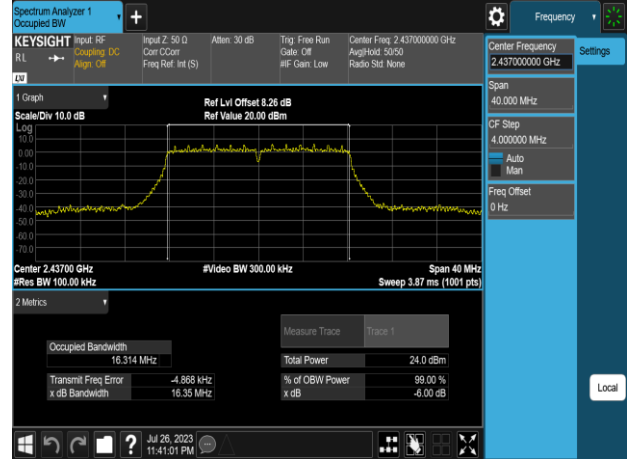 Spectrum Analyzer 1
Occupied BW
Frequency
KEYSIGHT
RL
Input: RF
Coupling: DC
Align: Off
Input Z: 50 Ω
Corr CCorr
Freq Ref: Int (S)
Atten: 30 dB
Trig: Free Run
Gate: Off
#IF Gain: Low
Center Freq: 2.437000000 GHz
Avg|Hold: 50/50
Radio Std: None
LXI
Center Frequency
2.437000000 GHz
Settings
Span
40.000 MHz
CF Step
4.000000 MHz
Auto
Man
Freq Offset
0 Hz
1 Graph
Scale/Div 10.0 dB
Ref Lvl Offset 8.26 dB
Ref Value 20.00 dBm
Log
10.0
0.00
-10.0
-20.0
-30.0
-40.0
-50.0
-60.0
-70.0
Center 2.43700 GHz
#Video BW 300.00 kHz
Span 40 MHz
#Res BW 100.00 kHz
Sweep 3.87 ms (1001 pts)
2 Metrics
Measure Trace Trace 1
Occupied Bandwidth
16.314 MHz
Total Power 24.0 dBm
Transmit Freq Error -4.868 kHz
% of OBW Power 99.00 %
x dB Bandwidth 16.35 MHz
x dB -6.00 dB
Local
Jul 26, 2023
11:41:01 PM